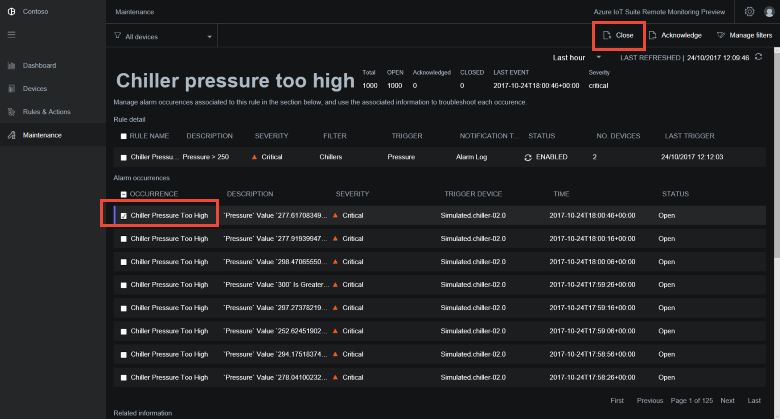 Contoso
Maintenance
Azure IoT Suite Remote Monitoring Preview
All devices
Close
Acknowledge
Manage filters
Dashboard
Devices
Rules & Actions
Maintenance
Last hour
LAST REFRESHED | 24/10/2017 12:09:46
Chiller pressure too high
Total OPEN Acknowledged CLOSED LAST EVENT Severity
1000 1000 0 0 2017-10-24T18:00:46+00:00 critical
Manage alarm occurences associated to this rule in the section below, and use the associated information to troubleshoot each occurence.
Rule detail
RULE NAME DESCRIPTION SEVERITY FILTER TRIGGER NOTIFICATION T... STATUS NO. DEVICES LAST TRIGGER
Chiller Pressu... Pressure > 250 Critical Chillers Pressure Alarm Log ENABLED 2 24/10/2017 12:12:03
Alarm occurrences
OCCURRENCE DESCRIPTION SEVERITY TRIGGER DEVICE TIME STATUS
Chiller Pressure Too High `Pressure` Value `277.61708349... Critical Simulated.chiller-02.0 2017-10-24T18:00:46+00:00 Open
Chiller Pressure Too High `Pressure` Value `277.91939947... Critical Simulated.chiller-02.0 2017-10-24T18:00:16+00:00 Open
Chiller Pressure Too High `Pressure` Value `298.47065550... Critical Simulated.chiller-02.0 2017-10-24T18:00:06+00:00 Open
Chiller Pressure Too High `Pressure` Value `300` Is Greater... Critical Simulated.chiller-02.0 2017-10-24T17:59:26+00:00 Open
Chiller Pressure Too High `Pressure` Value `297.27378219... Critical Simulated.chiller-02.0 2017-10-24T17:59:16+00:00 Open
Chiller Pressure Too High `Pressure` Value `252.62451902... Critical Simulated.chiller-02.0 2017-10-24T17:59:06+00:00 Open
Chiller Pressure Too High `Pressure` Value `294.17518374... Critical Simulated.chiller-02.0 2017-10-24T17:58:56+00:00 Open
Chiller Pressure Too High `Pressure` Value `278.04100232... Critical Simulated.chiller-02.0 2017-10-24T17:58:26+00:00 Open
First Previous Page 1 of 125 Next Last
Related information